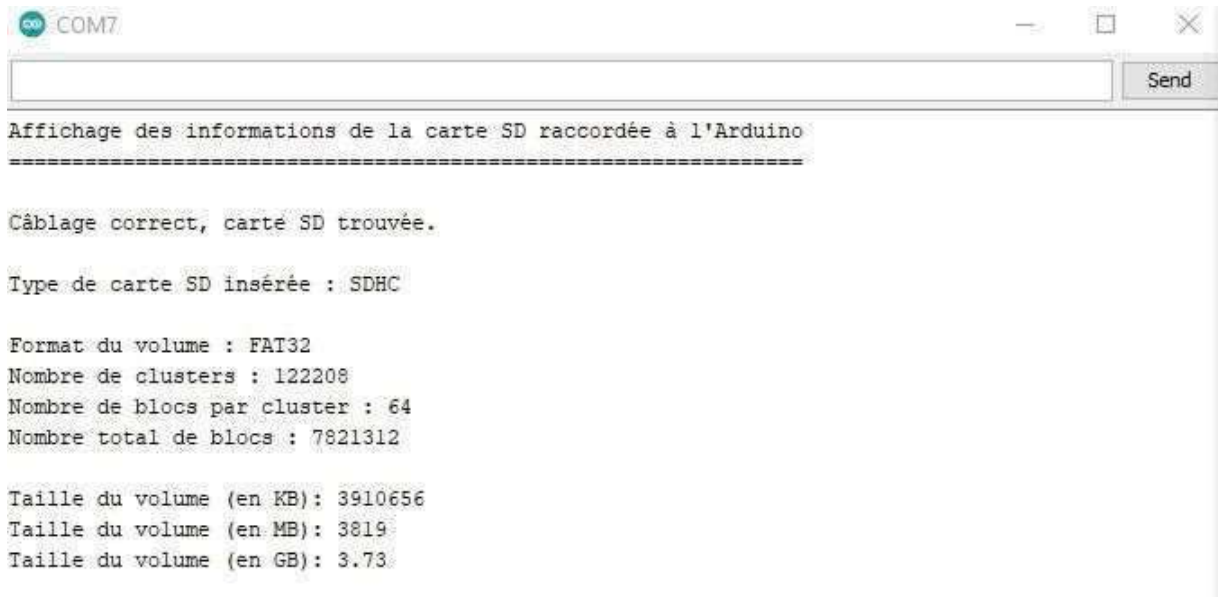 COM7
Send
Affichage des informations de la carte SD raccordée à l'Arduino
===============================================================
Câblage correct, carte SD trouvée.
Type de carte SD insérée : SDHC
Format du volume : FAT32
Nombre de clusters : 122208
Nombre de blocs par cluster : 64
Nombre total de blocs : 7821312
Taille du volume (en KB): 3910656
Taille du volume (en MB): 3819
Taille du volume (en GB): 3.73